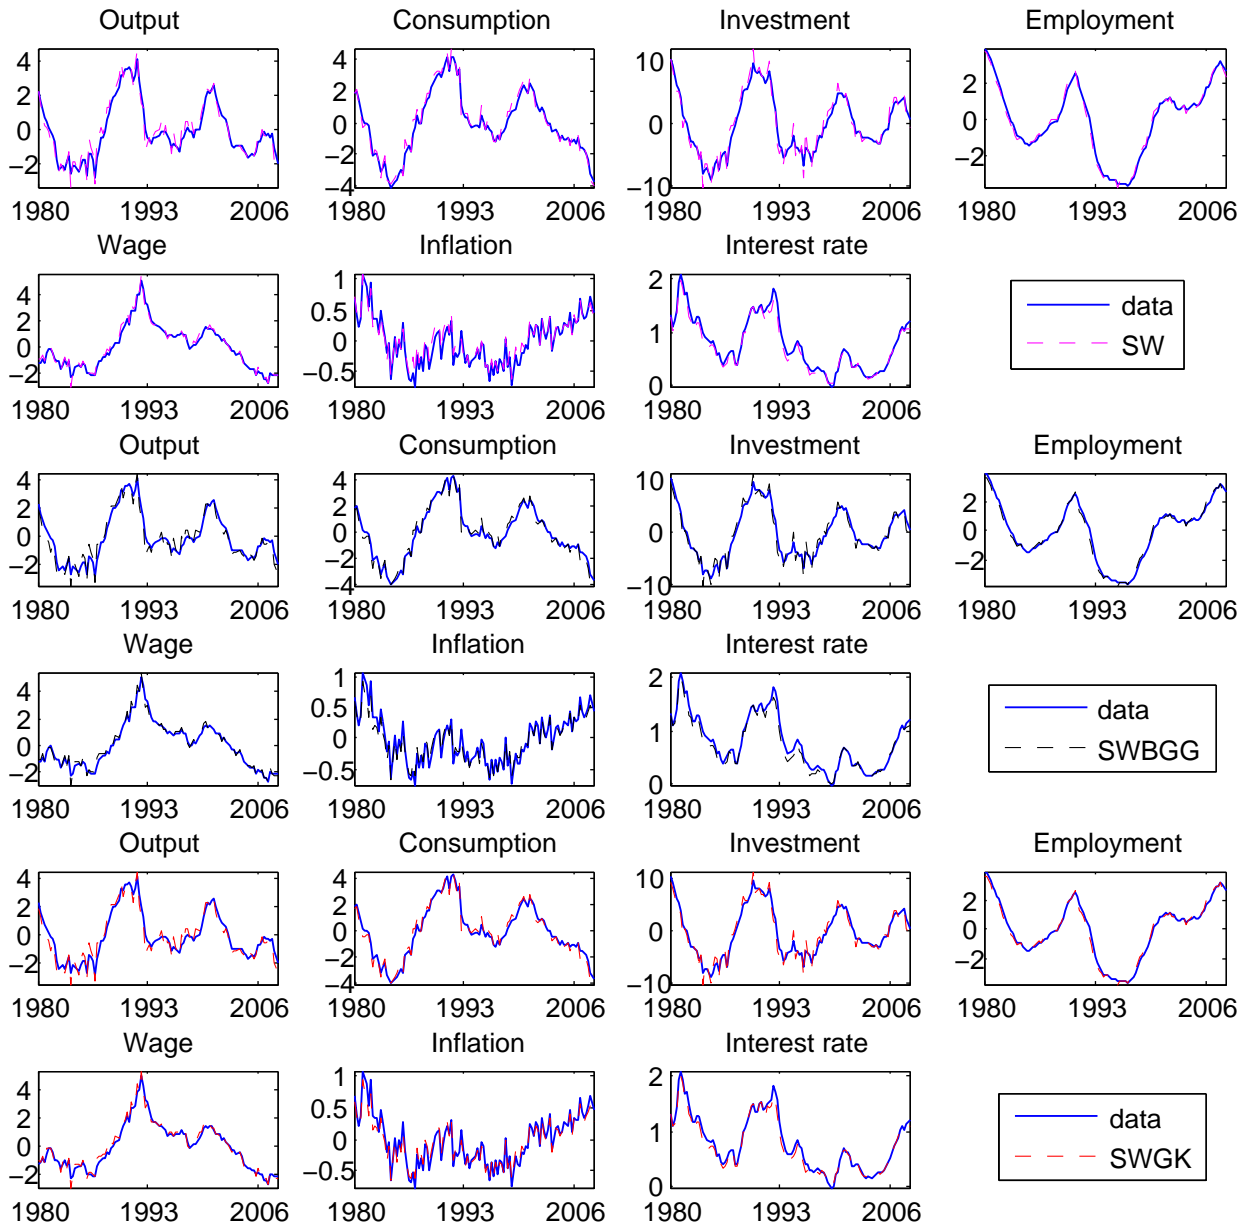 Output Consumption Investment Employment
4 4 10 2
2 2 0 0
0 0 −10 −2
−2 −2
−4
1980 1993 2006 1980 1993 2006 1980 1993 2006 1980 1993 2006
Wage Inflation Interest rate
4 1 2
2 0.5 1
0 0 0
−2 −0.5
1980 1993 2006 1980 1993 2006 1980 1993 2006
data
SW
Output Consumption Investment Employment
4 4 10 2
2 2 0 0
0 0 −10 −2
−2 −2
−4
1980 1993 2006 1980 1993 2006 1980 1993 2006 1980 1993 2006
Wage Inflation Interest rate
4 1 2
2 0.5 1
0 0 0
−2 −0.5
1980 1993 2006 1980 1993 2006 1980 1993 2006
data
SWBGG
Output Consumption Investment Employment
4 4 10 2
2 2 0 0
0 0 −10 −2
−2 −2
−4
1980 1993 2006 1980 1993 2006 1980 1993 2006 1980 1993 2006
Wage Inflation Interest rate
4 1 2
2 0.5 1
0 0 0
−2 −0.5
1980 1993 2006 1980 1993 2006 1980 1993 2006
data
SWGK